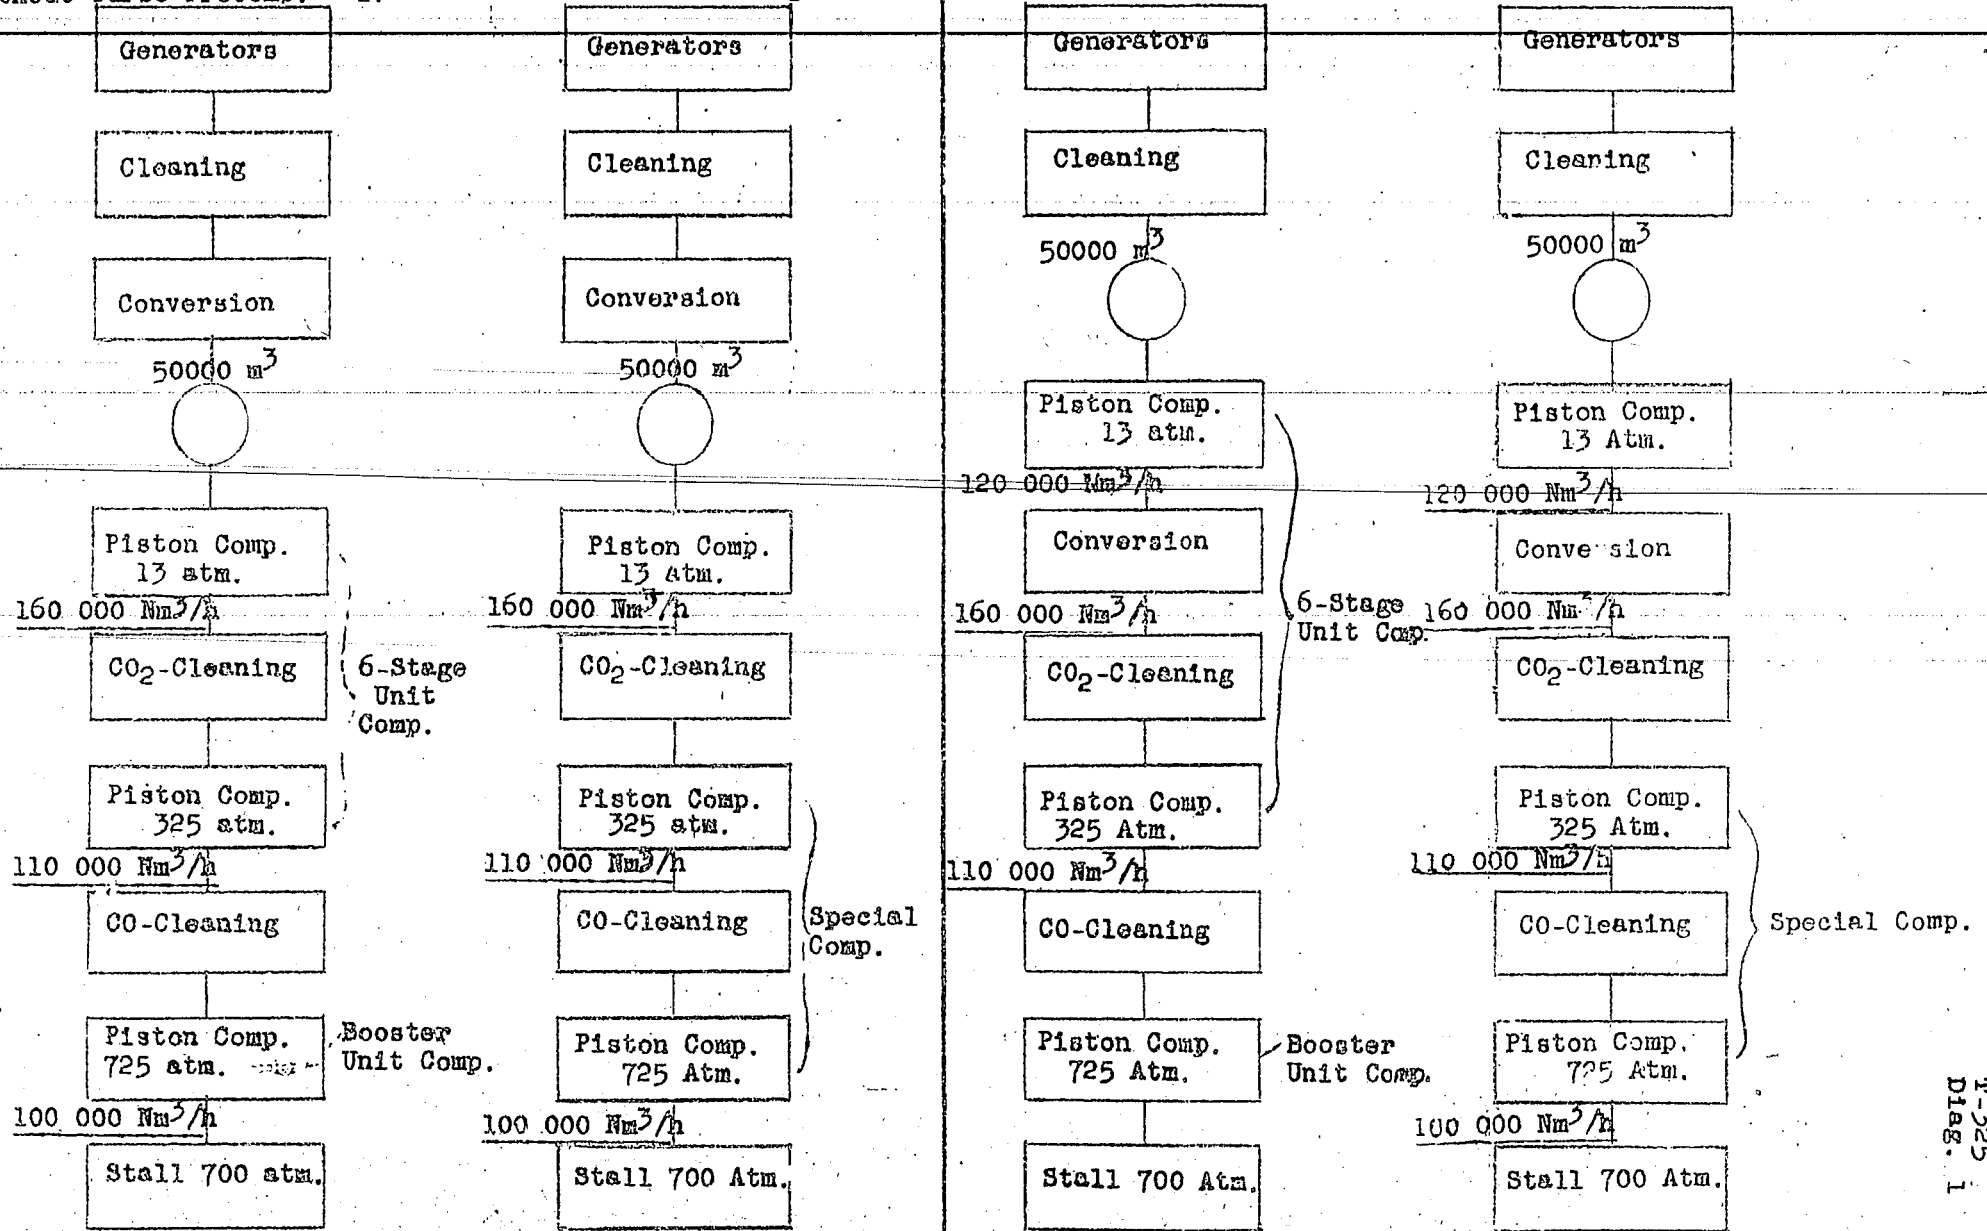 Generators
Cleaning
Conversion
50000 m³
Piston Comp.
13 atm.
160 000 Nm³/h
CO₂-Cleaning
6-Stage
Unit
Comp.
Piston Comp.
325 atm.
110 000 Nm³/h
CO-Cleaning
Piston Comp.
725 atm.
Booster
Unit Comp.
100 000 Nm³/h
Stall 700 atm.
Generators
Cleaning
Conversion
50000 m³
Piston Comp.
13 Atm.
160 000 Nm³/h
CO₂-Cleaning
Piston Comp.
325 atm.
110 000 Nm³/h
CO-Cleaning
Special
Comp.
Piston Comp.
725 Atm.
100 000 Nm³/h
Stall 700 Atm.
Generators
Cleaning
50000 m³
Piston Comp.
13 atm.
120 000 Nm³/h
Conversion
160 000 Nm³/h
6-Stage
Unit Comp.
CO₂-Cleaning
Piston Comp.
325 Atm.
110 000 Nm³/h
CO-Cleaning
Piston Comp.
725 Atm.
Booster
Unit Comp.
Stall 700 Atm.
Generators
Cleaning
50000 m³
Piston Comp.
13 Atm.
120 000 Nm³/h
Conversion
160 000 Nm³/h
CO₂-Cleaning
Piston Comp.
325 Atm.
110 000 Nm³/h
CO-Cleaning
Special Comp.
Piston Comp.
725 Atm.
100 000 Nm³/h
Stall 700 Atm.
T-325
Diag. 1